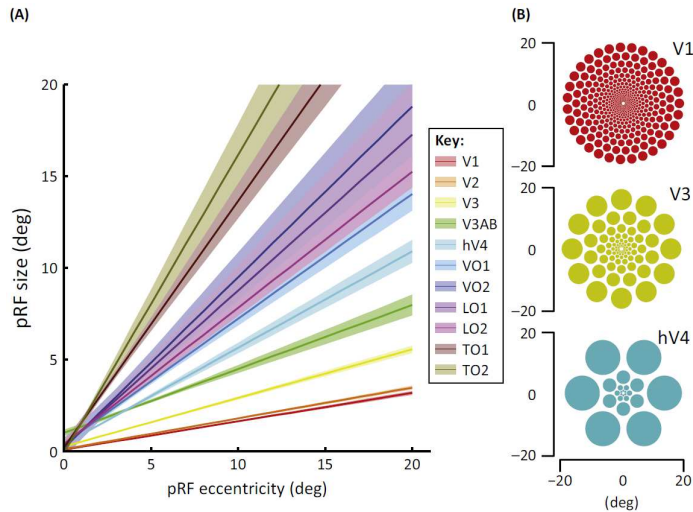 (A)
20
15
10
5
0
pRF size (deg)
0 5 10 15 20
pRF eccentricity (deg)
Key:
V1
V2
V3
V3AB
hV4
VO1
VO2
LO1
LO2
TO1
TO2
(B)
V1
20
0
−20
V3
20
0
−20
hV4
20
0
−20
−20 0 20
(deg)